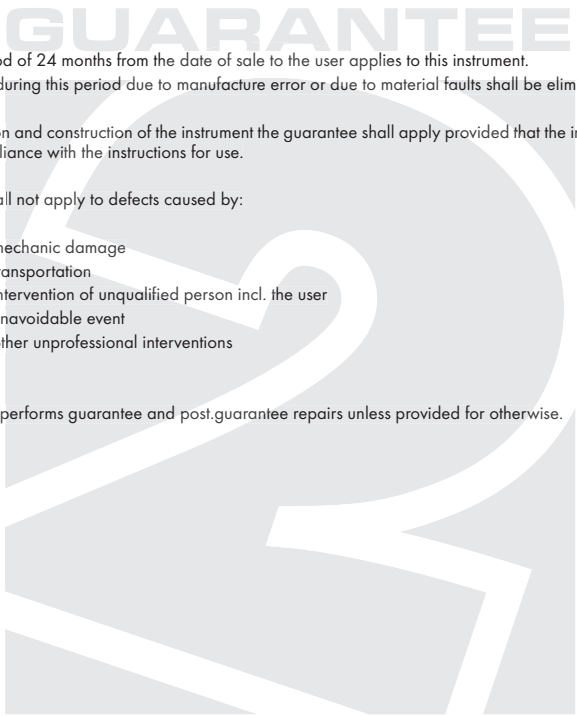 GUARANTEE
od of 24 months from the date of sale to the user applies to this instrument.
during this period due to manufacture error or due to material faults shall be elim
n and construction of the instrument the guarantee shall apply provided that the in
liance with the instructions for use.
all not apply to defects caused by:
mechanic damage
ransportation
ntervention of unqualified person incl. the user
navoidable event
ther unprofessional interventions
performs guarantee and post.guarantee repairs unless provided for otherwise.